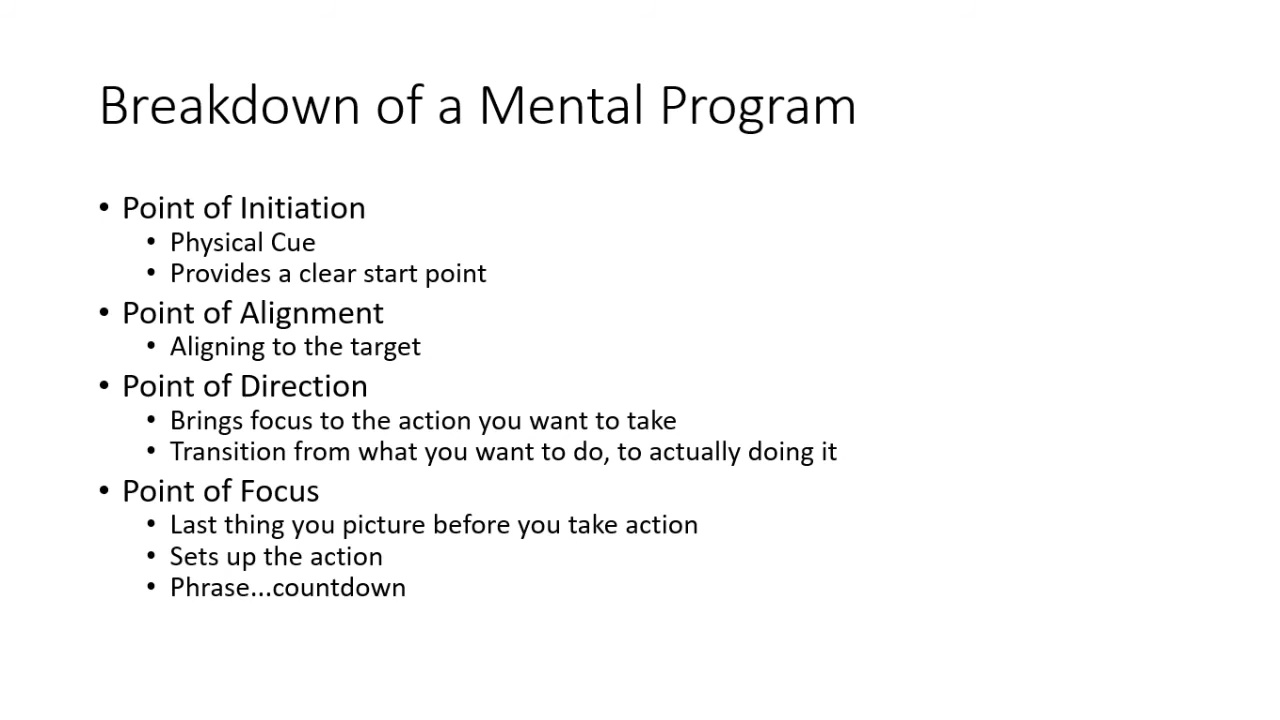 Breakdown of a Mental Program
• Point of Initiation
• Physical Cue
• Provides a clear start point
• Point of Alignment
• Aligning to the target
• Point of Direction
• Brings focus to the action you want to take
• Transition from what you want to do, to actually doing it
• Point of Focus
• Last thing you picture before you take action
• Sets up the action
• Phrase...countdown